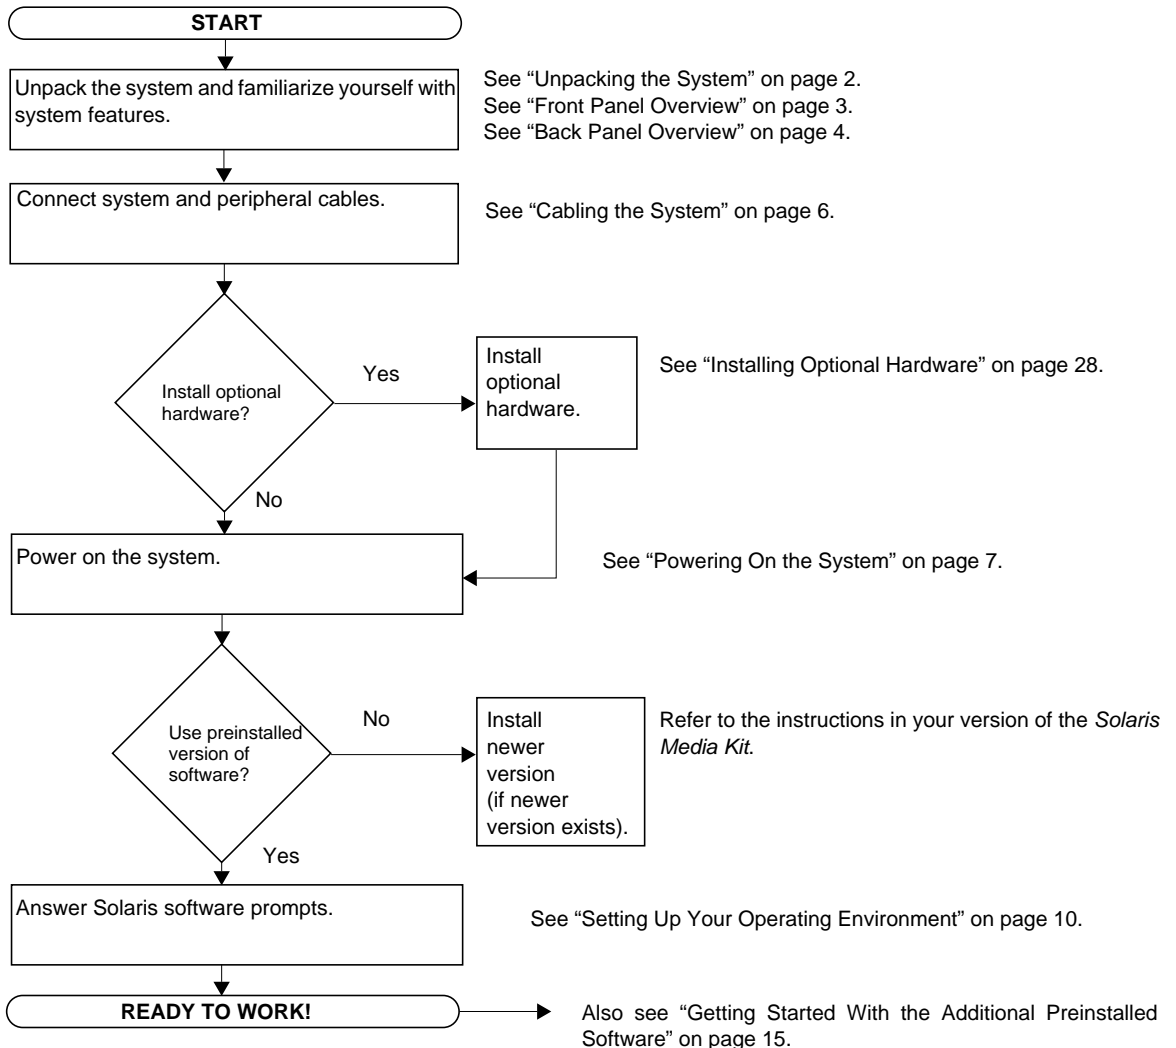 START
Unpack the system and familiarize yourself with
system features.
See “Unpacking the System” on page 2.
See “Front Panel Overview” on page 3.
See “Back Panel Overview” on page 4.
Connect system and peripheral cables.
See “Cabling the System” on page 6.
Install optional
hardware?
Yes
Install
optional
hardware.
See “Installing Optional Hardware” on page 28.
No
Power on the system.
See “Powering On the System” on page 7.
Use preinstalled
version of
software?
No
Install
newer
version
(if newer
version exists).
Refer to the instructions in your version of the Solaris
Media Kit.
Yes
Answer Solaris software prompts.
See “Setting Up Your Operating Environment” on page 10.
READY TO WORK!
Also see “Getting Started With the Additional Preinstalled
Software” on page 15.